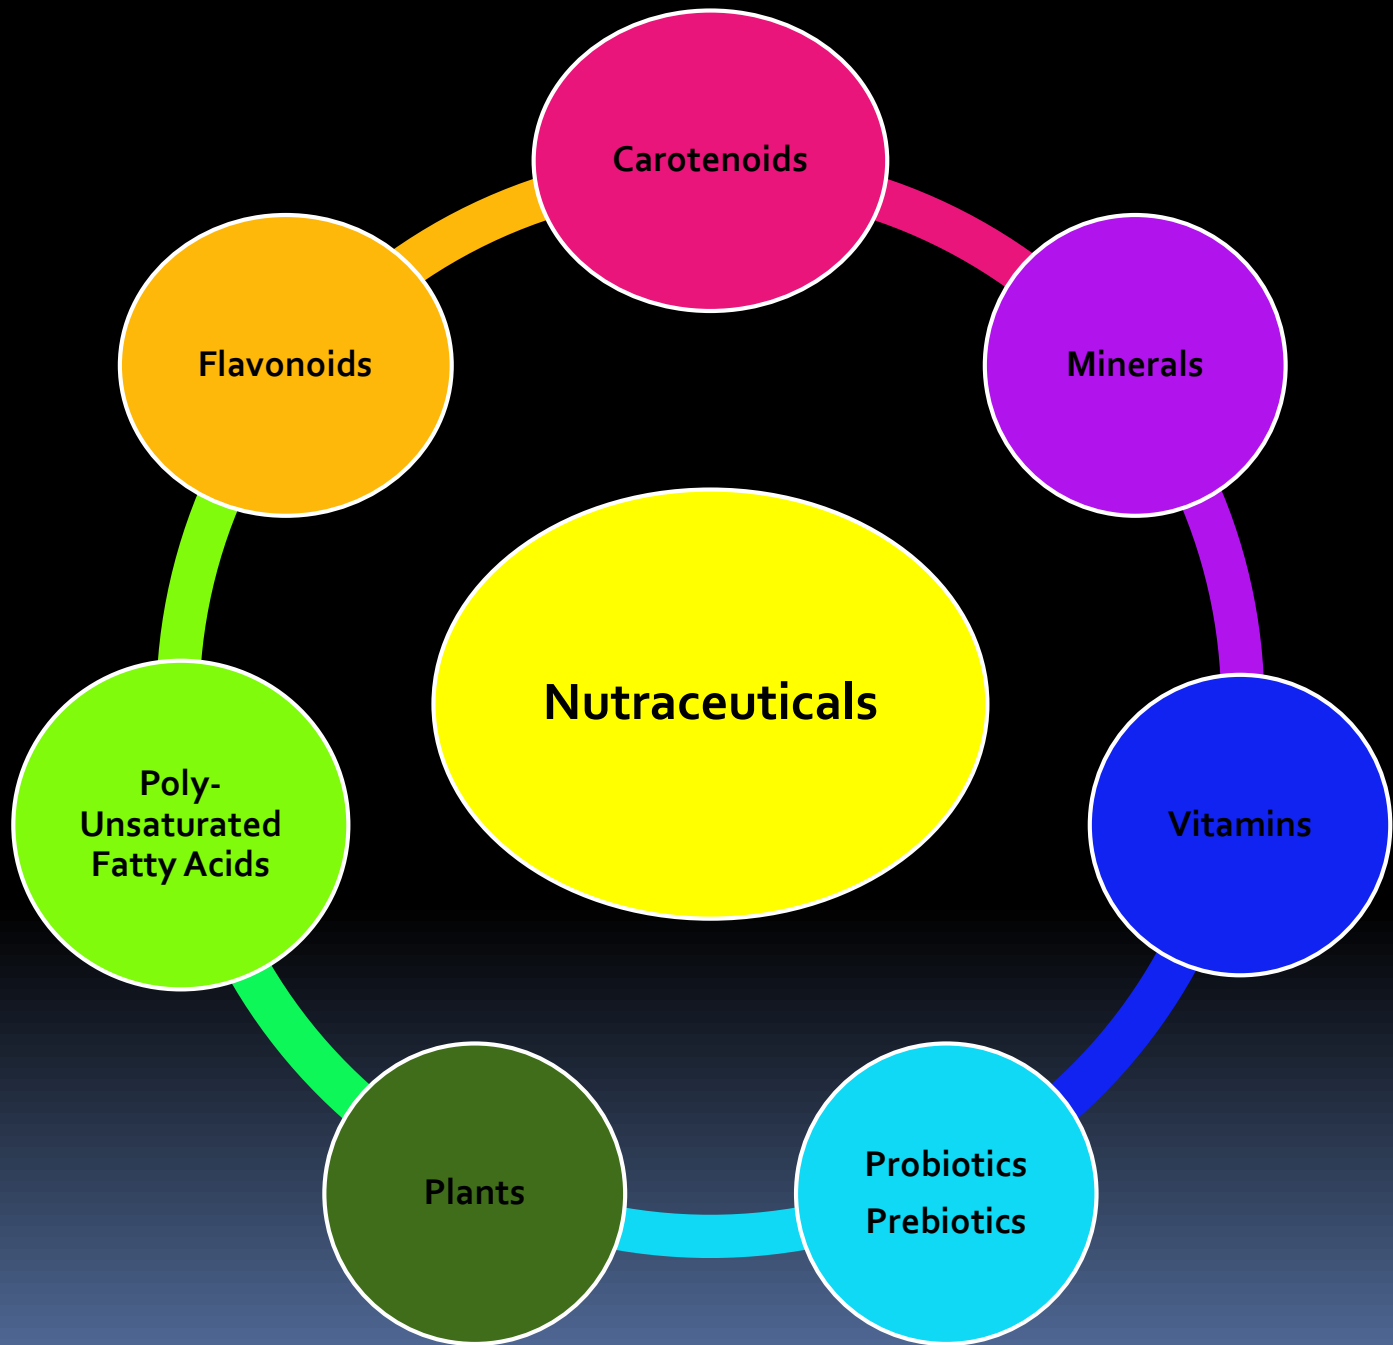 Carotenoids
Flavonoids
Minerals
Nutraceuticals
Poly-
Unsaturated
Fatty Acids
Vitamins
Plants
Probiotics
Prebiotics